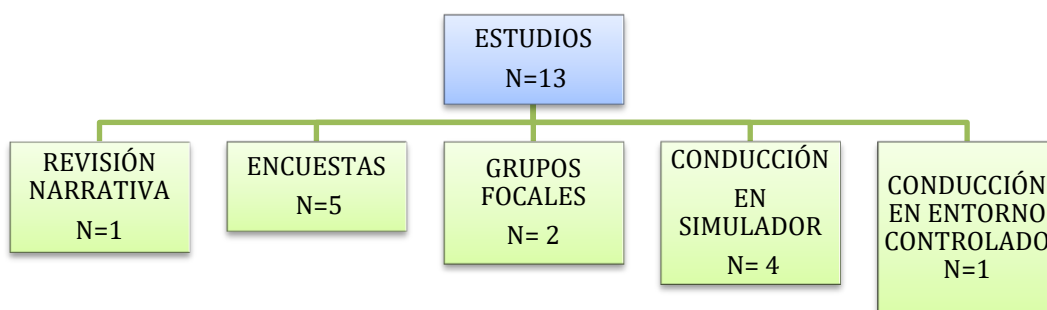 ESTUDIOS
N=13
REVISIÓN
NARRATIVA
N=1
ENCUESTAS
N=5
GRUPOS
FOCALES
N= 2
CONDUCCIÓN
EN
SIMULADOR
N= 4
CONDUCCIÓN
EN ENTORNO
CONTROLADO
N=1